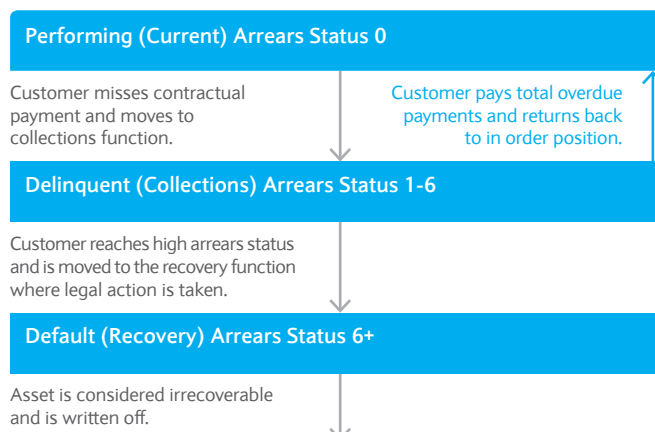 Performing (Current) Arrears Status 0
Customer misses contractual
payment and moves to
collections function.
Customer pays total overdue
payments and returns back
to in order position.
Delinquent (Collections) Arrears Status 1-6
Customer reaches high arrears status
and is moved to the recovery function
where legal action is taken.
Default (Recovery) Arrears Status 6+
Asset is considered irrecoverable
and is written off.